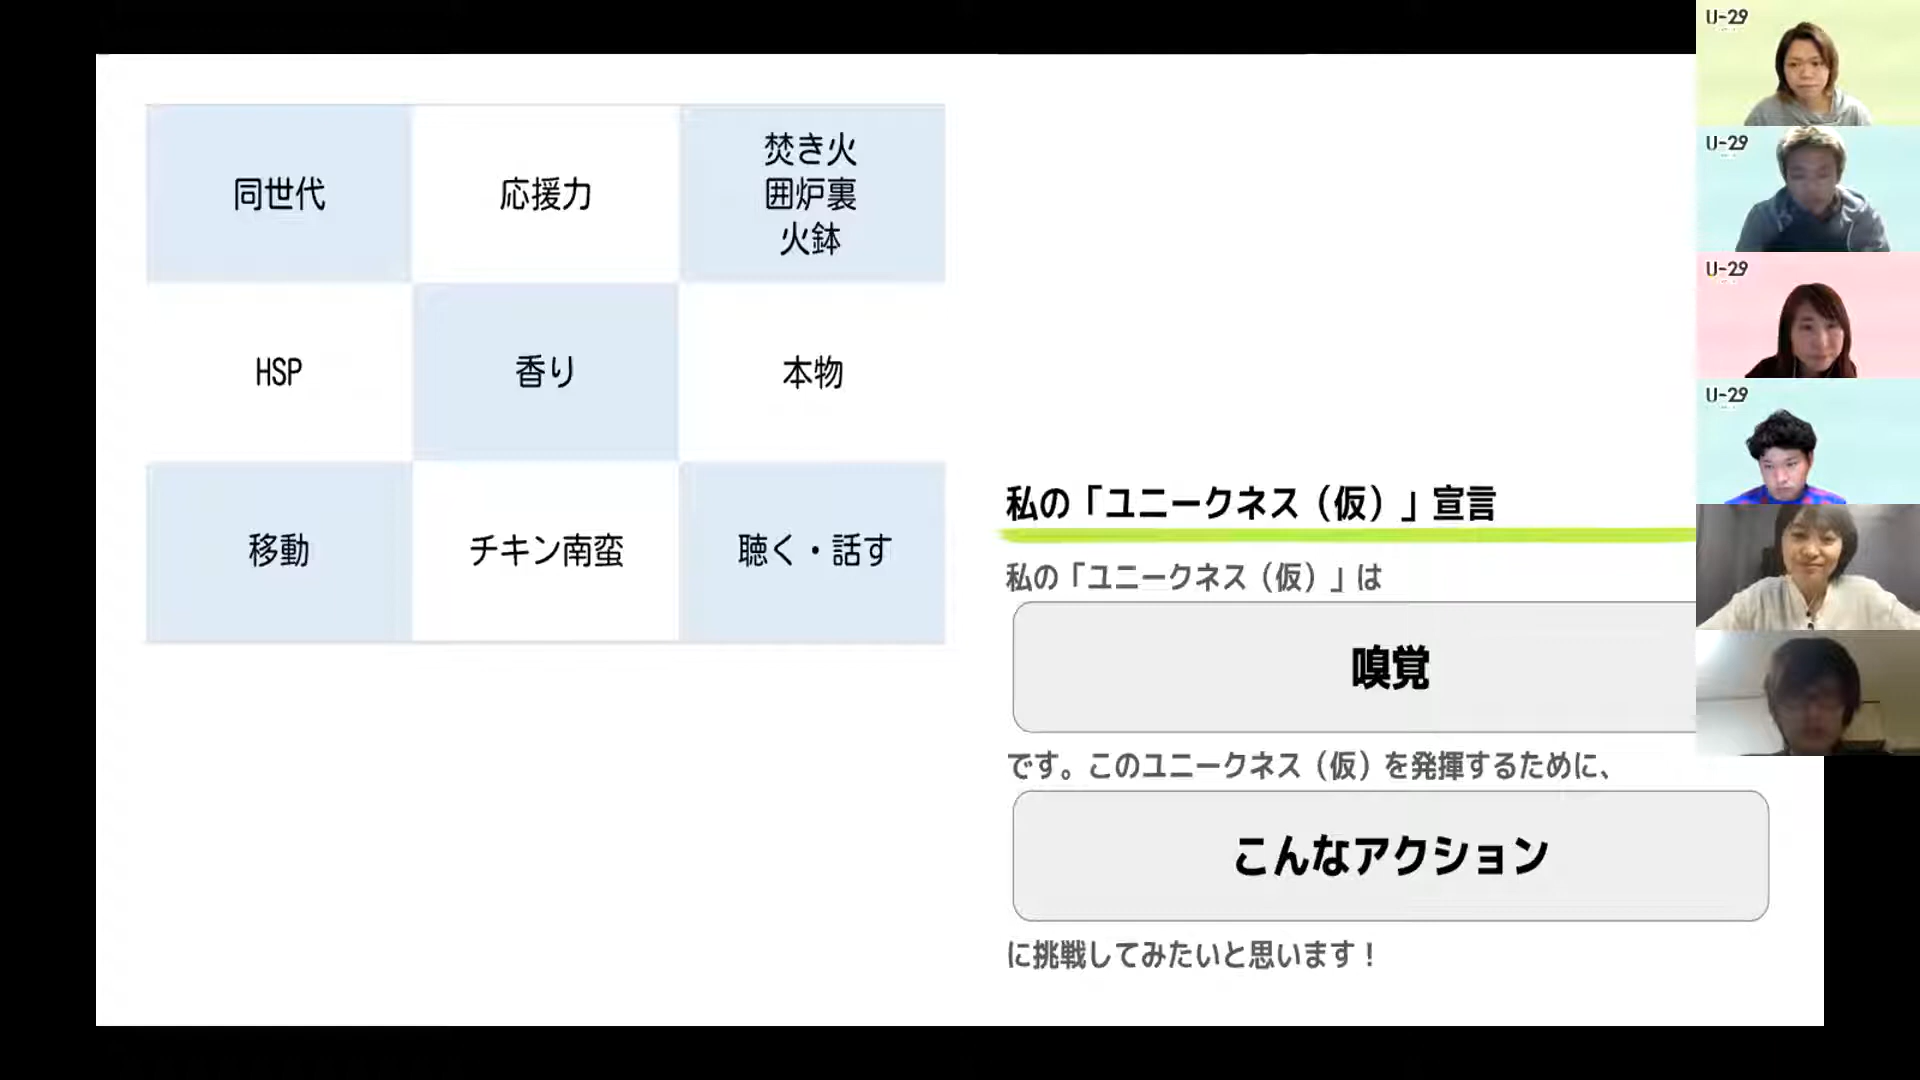 同世代
応援力
焚き火
囲炉裏
火鉢
HSP
香り
本物
移動
チキン南蛮
聴く・話す
私の「ユニークネス（仮）」宣言
私の「ユニークネス（仮）」は
嗅覚
です。このユニークネス（仮）を発揮するために、
こんなアクション
に挑戦してみたいと思います！
U-29
U-29
U-29
U-29